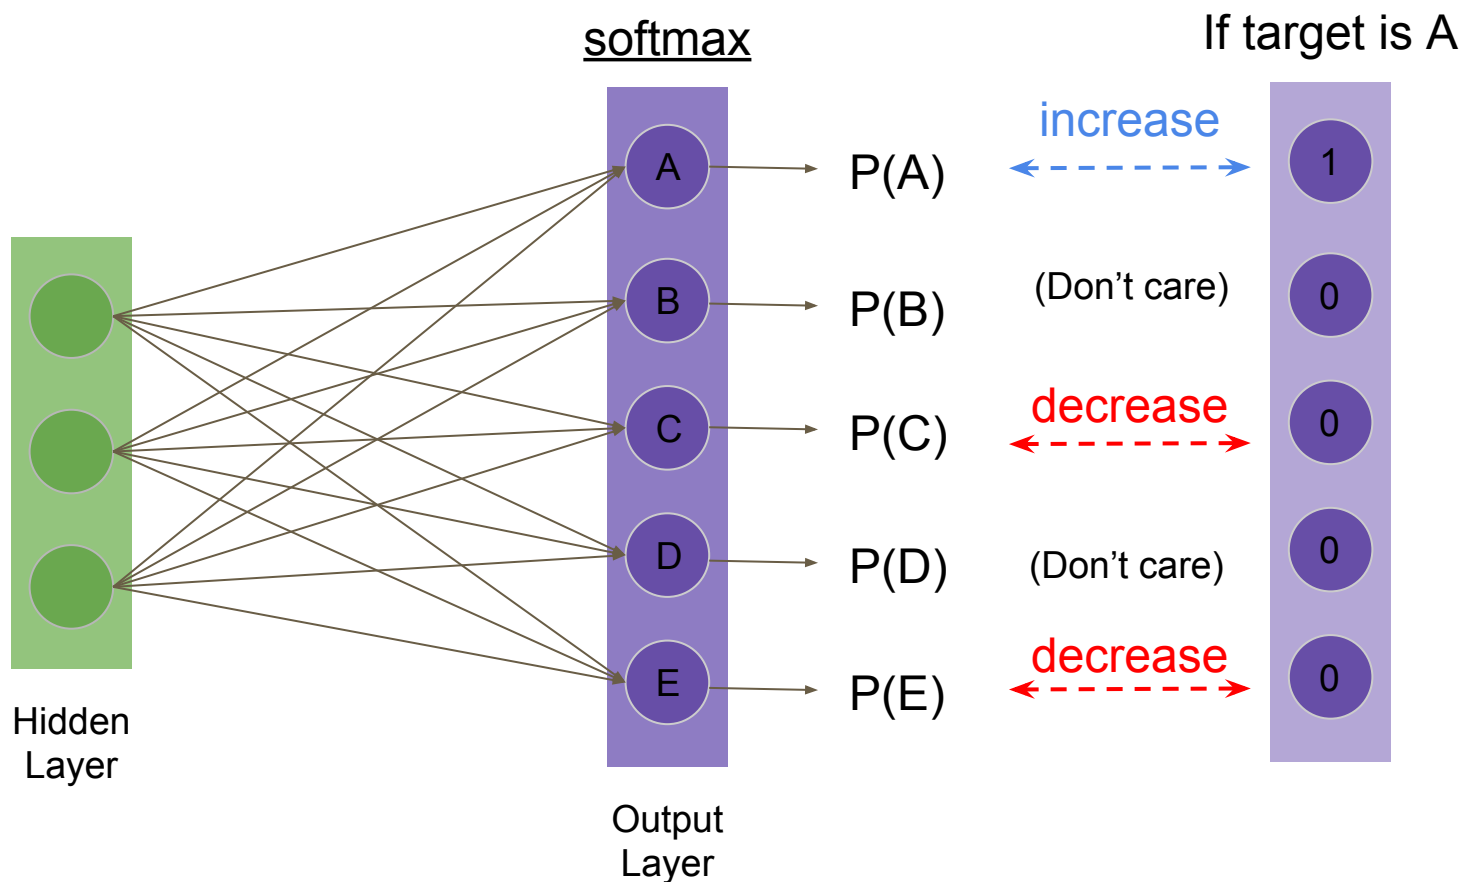 softmax
If target is A
A
P(A)
increase
1
B
P(B)
(Don’t care)
0
C
P(C)
decrease
0
D
P(D)
(Don’t care)
0
E
P(E)
decrease
0
Hidden
Layer
Output
Layer